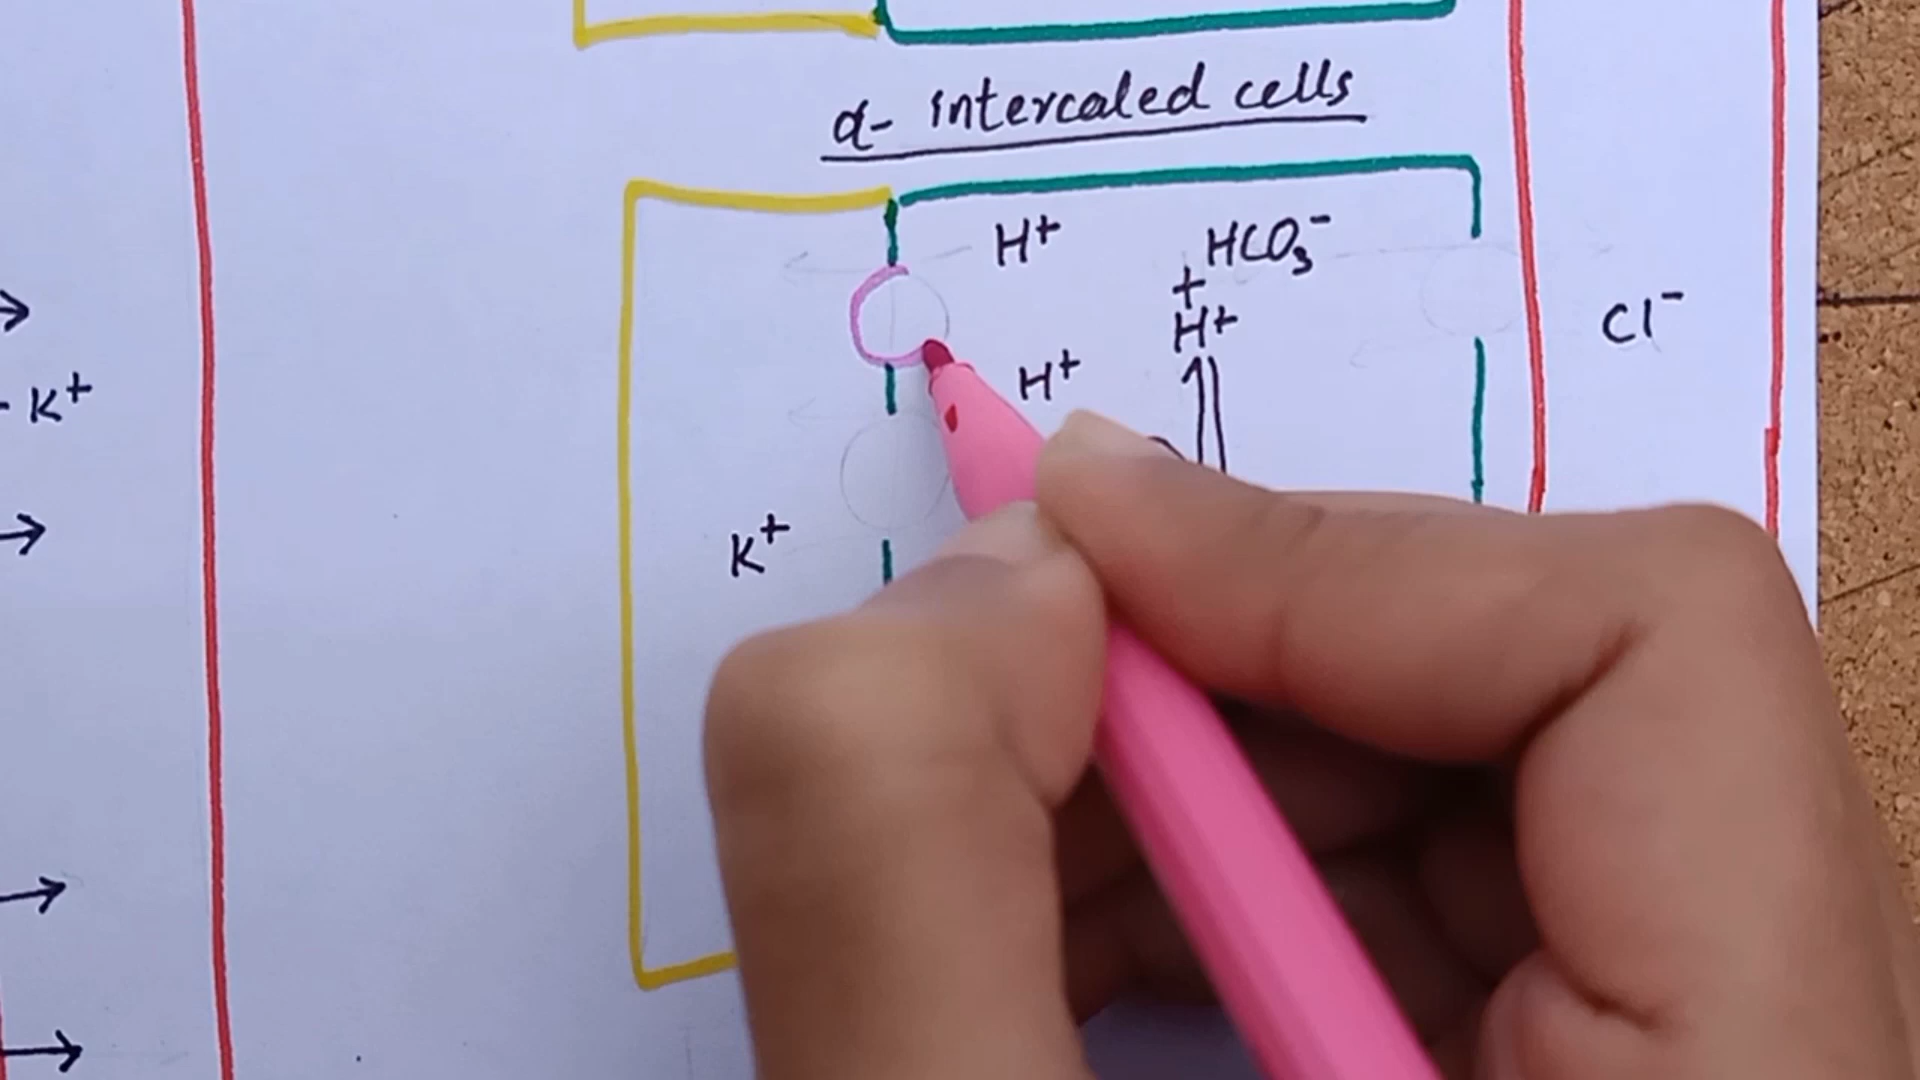 α- intercaled cells
H+
HCO3-
+
H+
Cl-
H+
K+
K+